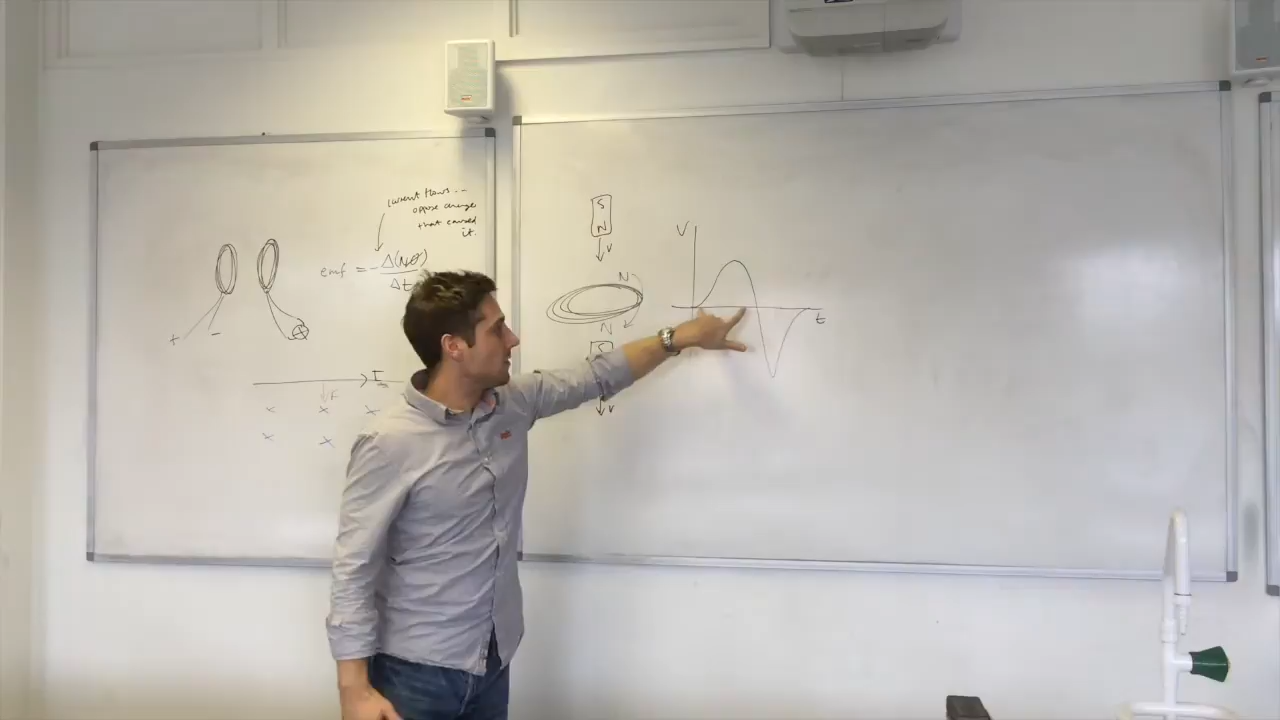 current flows...
oppose change
that caused
it.
emf = -Δ(Nφ)
Δt
+ -
A
I
F
× × ×
× ×
S
N
v
N
N
S
v
V
t